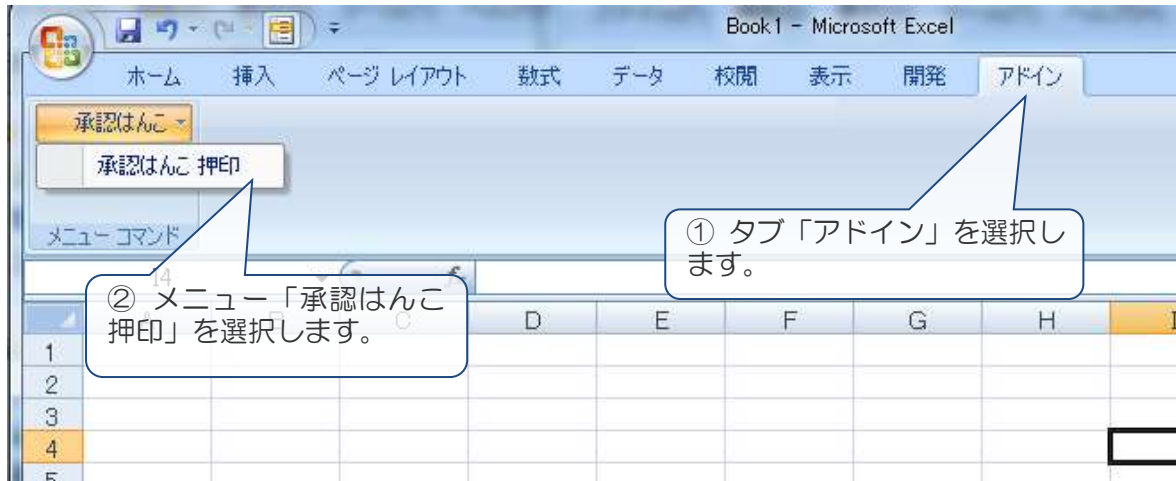 Book1 - Microsoft Excel
ホーム 挿入 ページ レイアウト 数式 データ 校閲 表示 開発 アドイン
承認はんこ
承認はんこ 押印
メニュー コマンド
① タブ「アドイン」を選択し
ます。
I4
② メニュー「承認はんこ
押印」を選択します。
A B C D E F G H I
1
2
3
4
5